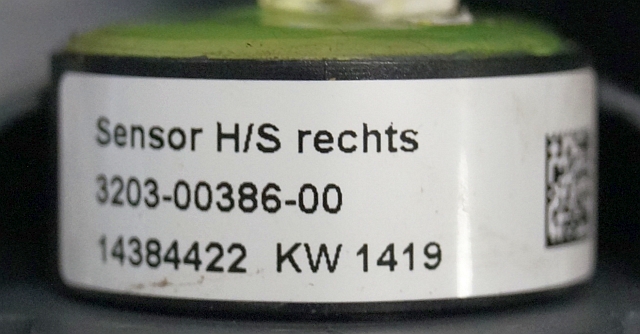 Sensor H/S rechts
3203-00386-00
14384422 KW 1419